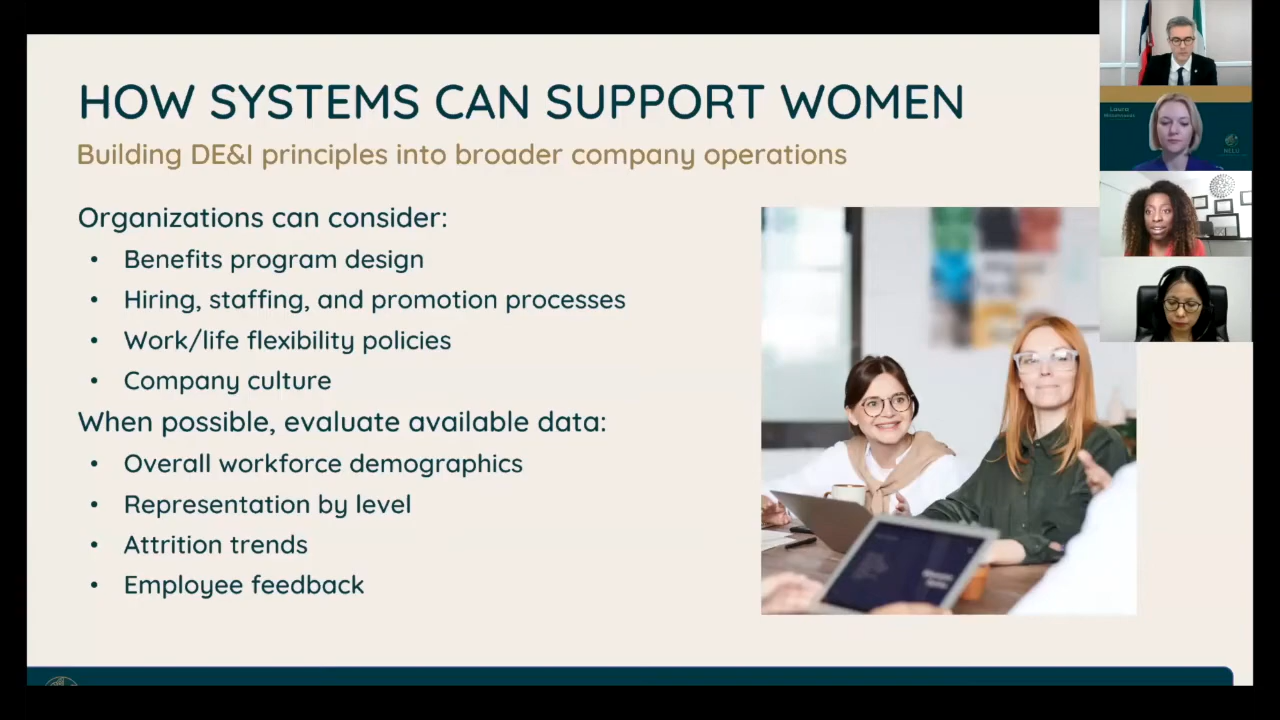 HOW SYSTEMS CAN SUPPORT WOMEN
Building DE&I principles into broader company operations
Organizations can consider:
• Benefits program design
• Hiring, staffing, and promotion processes
• Work/life flexibility policies
• Company culture
When possible, evaluate available data:
• Overall workforce demographics
• Representation by level
• Attrition trends
• Employee feedback